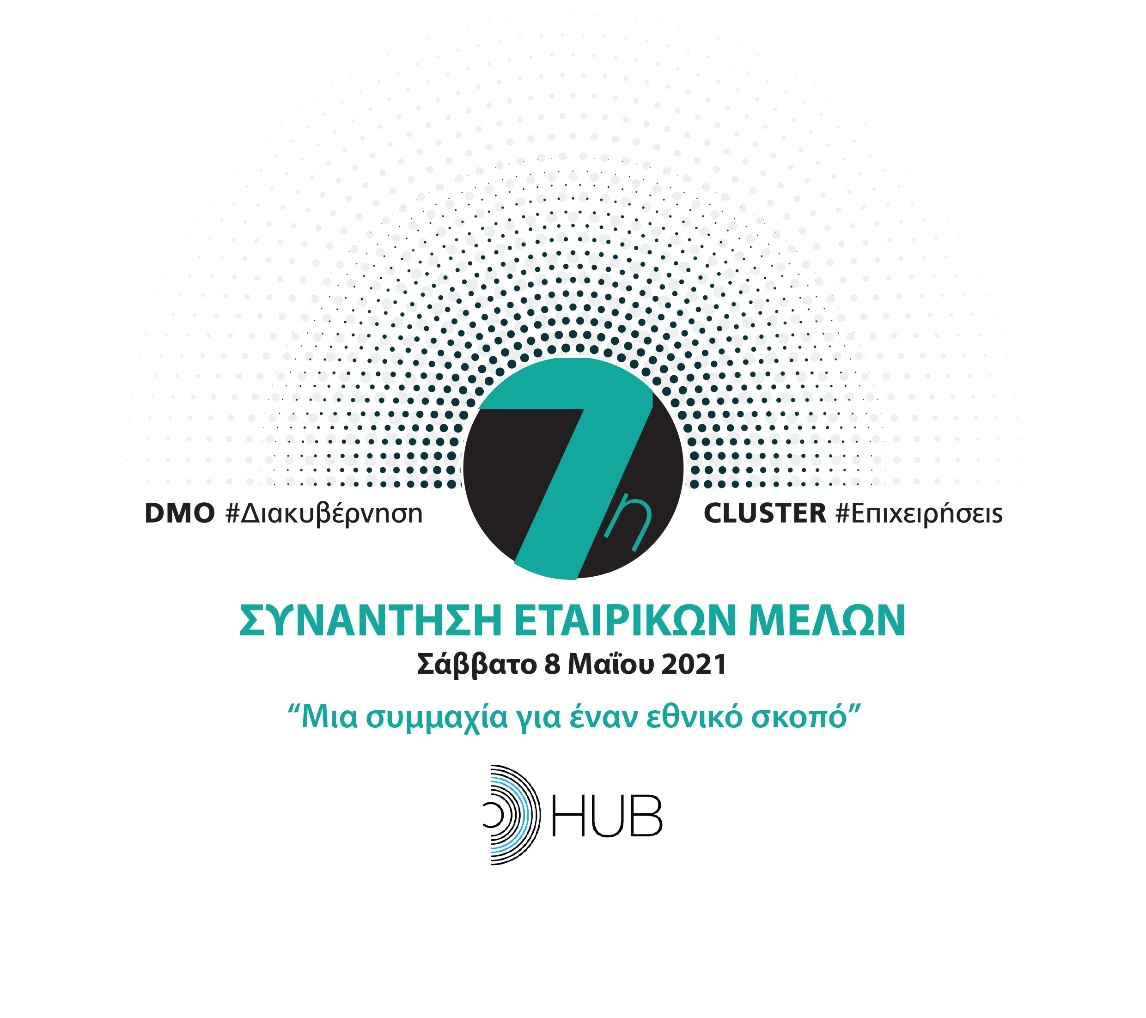 7η
DMO #Διακυβέρνηση
CLUSTER #Επιχειρήσεις
ΣΥΝΑΝΤΗΣΗ ΕΤΑΙΡΙΚΩΝ ΜΕΛΩΝ
Σάββατο 8 Μαΐου 2021
“Μια συμμαχία για έναν εθνικό σκοπό”
HUB